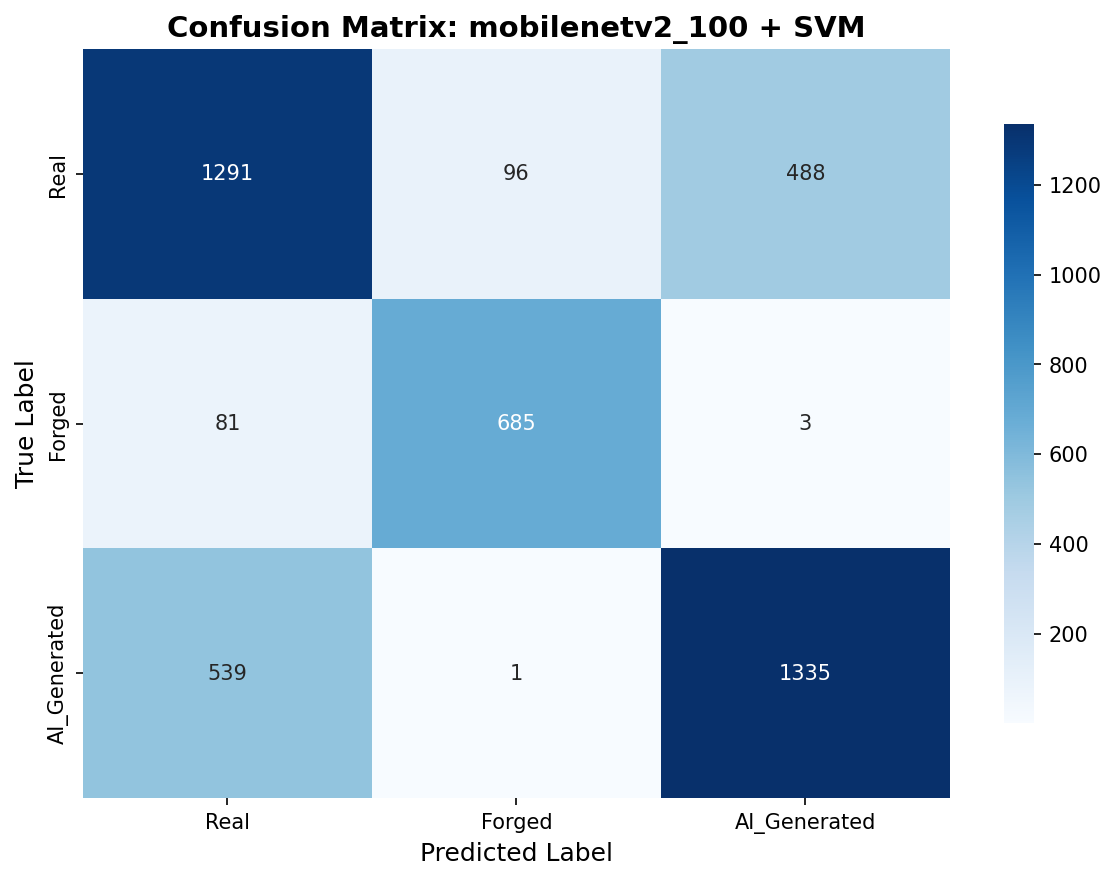 Confusion Matrix: mobilenetv2_100 + SVM
True Label
Real
1291 96 488
Forged
81 685 3
AI_Generated
539 1 1335
Real Forged AI_Generated
Predicted Label
1200
1000
800
600
400
200